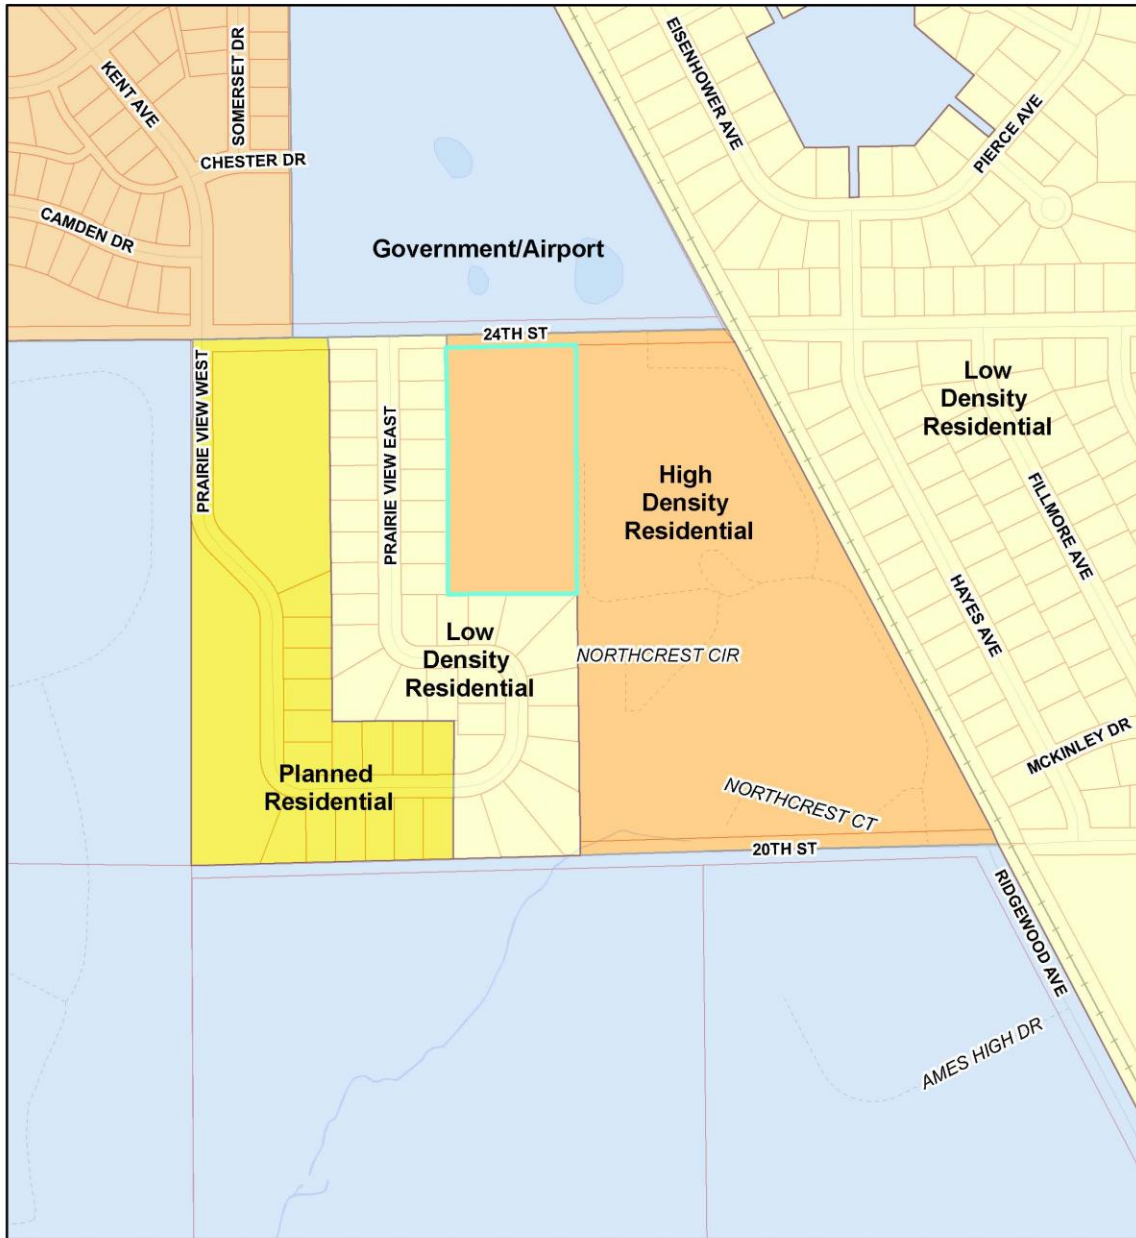 KENT AVE
SOMERSET DR
CHESTER DR
CAMDEN DR
EISENHOWER AVE
PIERCE AVE
Government/Airport
24TH ST
PRAIRIE VIEW WEST
PRAIRIE VIEW EAST
High
Density
Residential
Low
Density
Residential
FILLMORE AVE
HAYES AVE
MCKINLEY DR
Low
Density
Residential
NORTHCREST CIR
Planned
Residential
NORTHCREST CT
20TH ST
RIDGEWOOD AVE
AMES HIGH DR